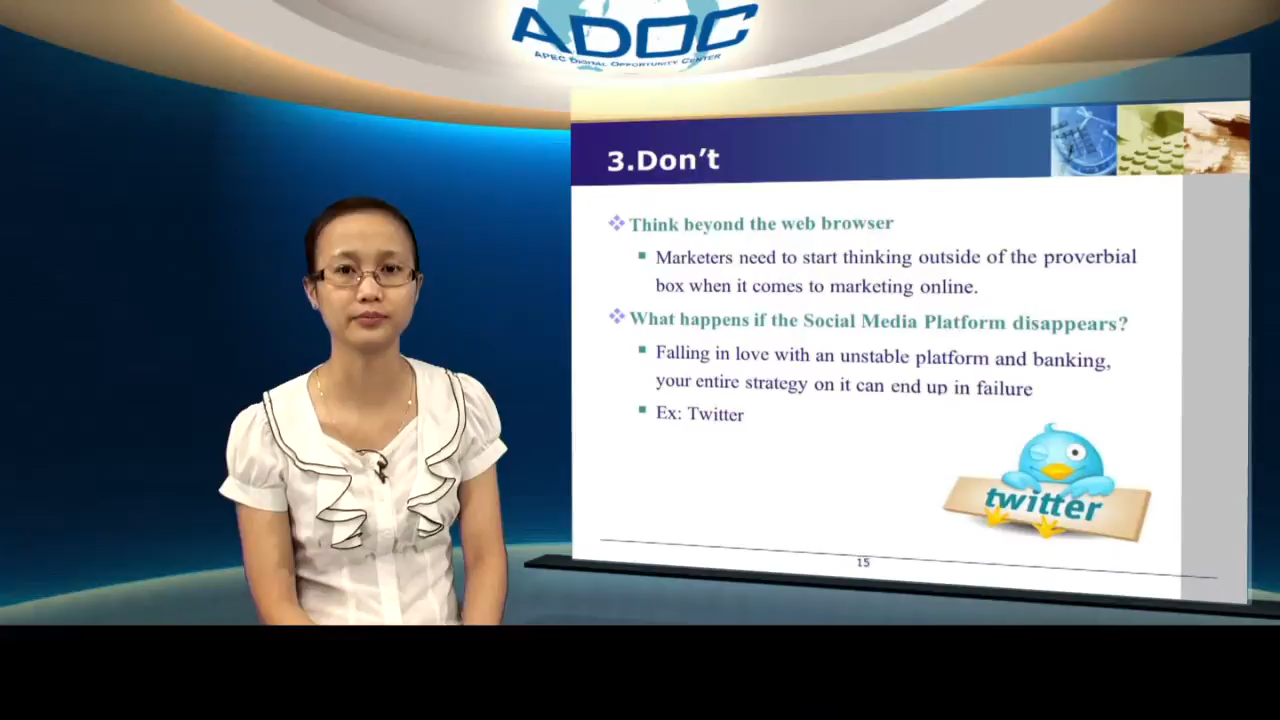 ADOC
APEC DIGITAL OPPORTUNITY CENTER
3.Don't
Think beyond the web browser
Marketers need to start thinking outside of the proverbial
box when it comes to marketing online.
What happens if the Social Media Platform disappears?
Falling in love with an unstable platform and banking,
your entire strategy on it can end up in failure
Ex: Twitter
twitter
15